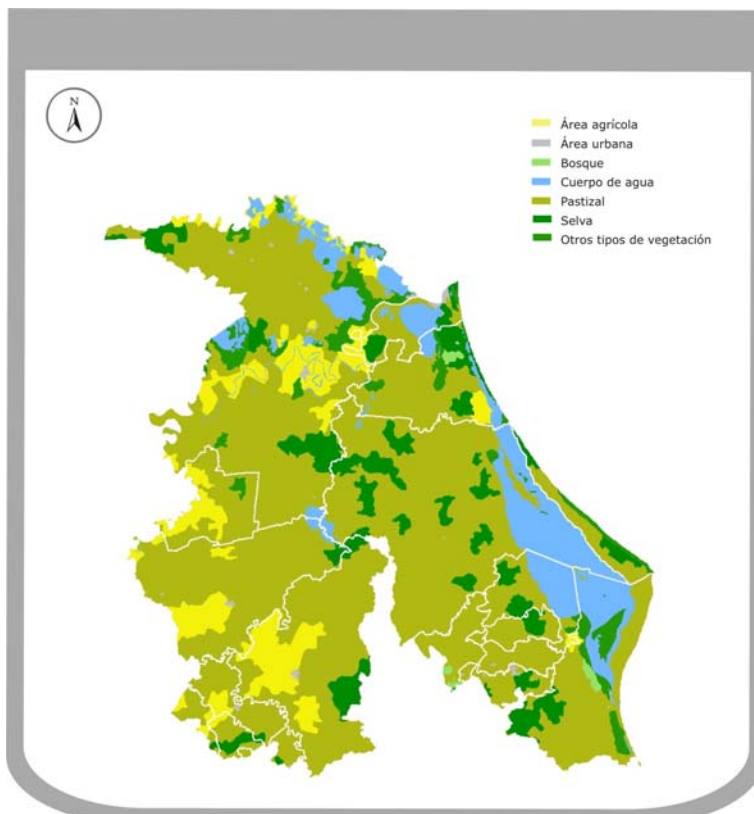 N
Área agrícola
Área urbana
Bosque
Cuerpo de agua
Pastizal
Selva
Otros tipos de vegetación